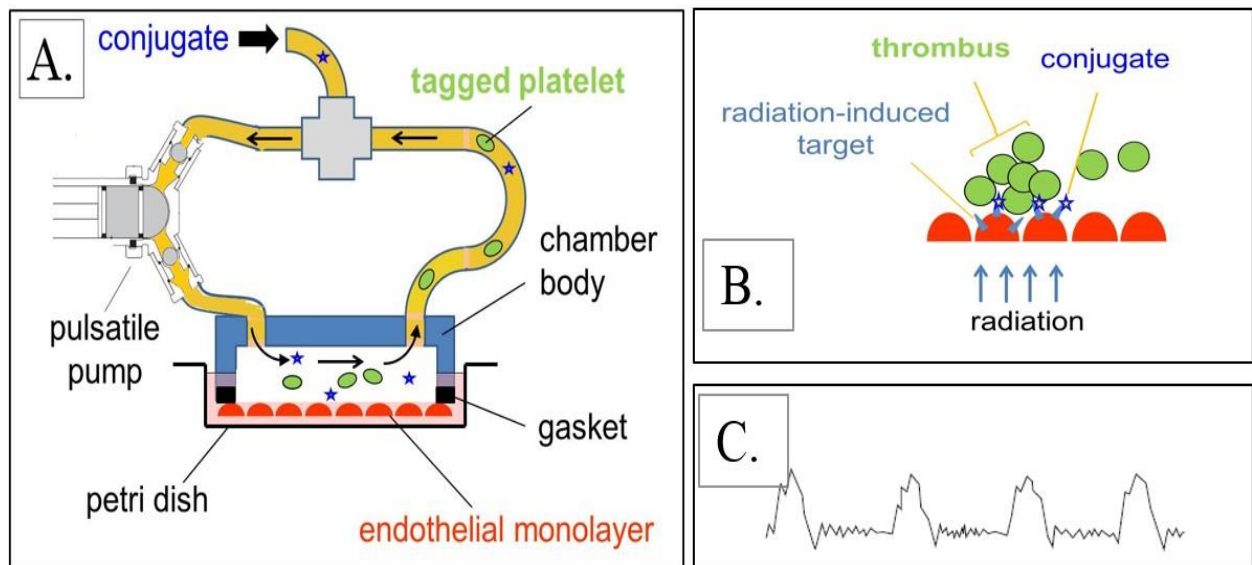 A.
conjugate
tagged platelet
chamber
body
pulsatile
pump
gasket
petri dish
endothelial monolayer
B.
thrombus
conjugate
radiation-induced
target
radiation
C.